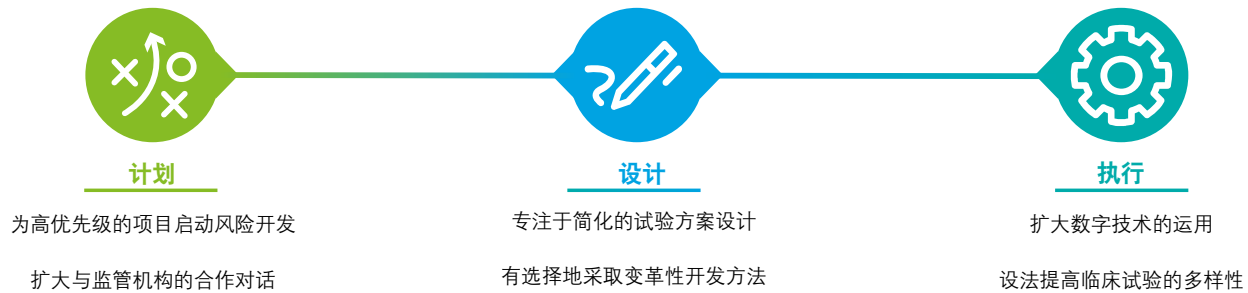 计划
为高优先级的项目启动风险开发
扩大与监管机构的合作对话
设计
专注于简化的试验方案设计
有选择地采取变革性开发方法
执行
扩大数字技术的运用
设法提高临床试验的多样性